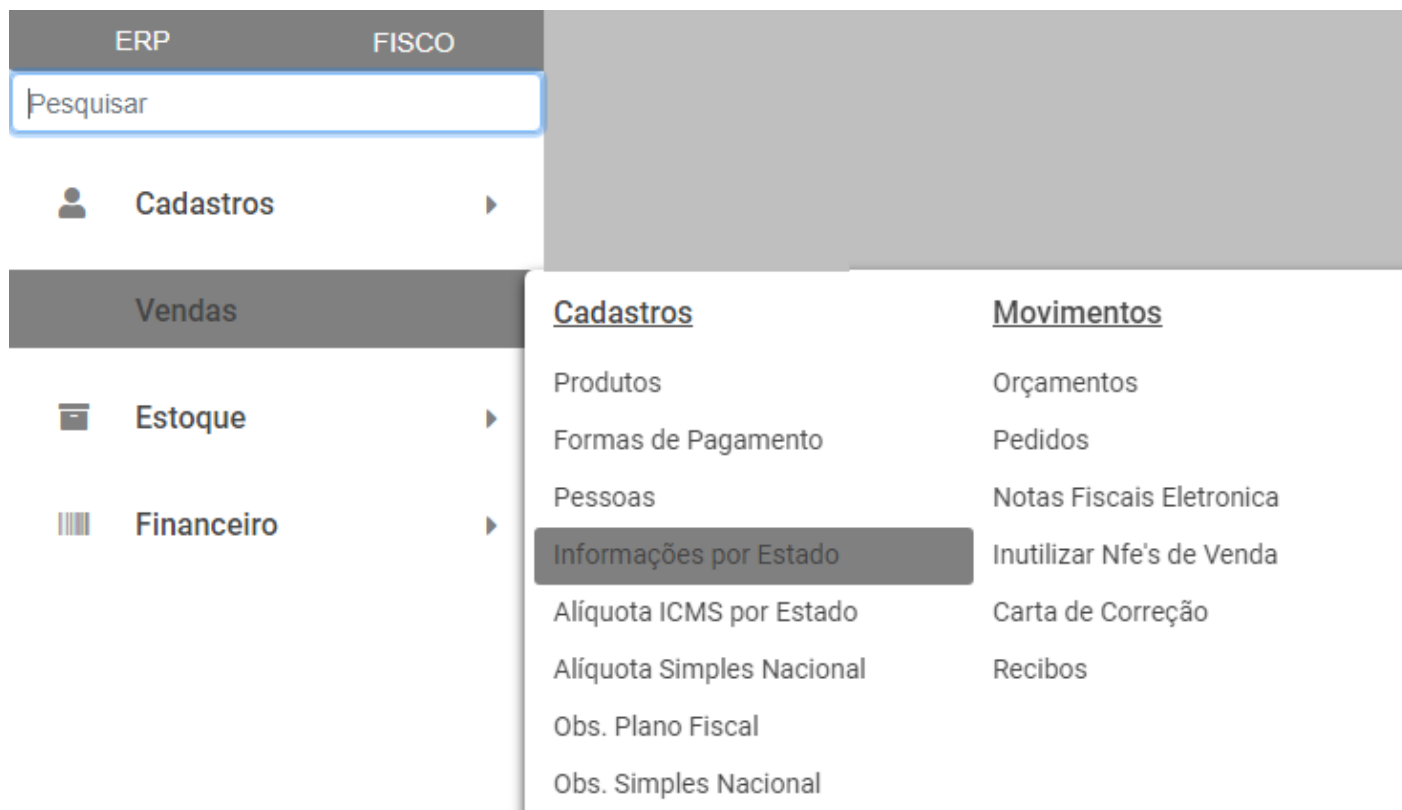 ERP FISCO
Pesquisar
Cadastros
Vendas
Estoque
Financeiro
Cadastros
Produtos
Formas de Pagamento
Pessoas
Informações por Estado
Alíquota ICMS por Estado
Alíquota Simples Nacional
Obs. Plano Fiscal
Obs. Simples Nacional
Movimentos
Orçamentos
Pedidos
Notas Fiscais Eletronica
Inutilizar Nfe's de Venda
Carta de Correção
Recibos